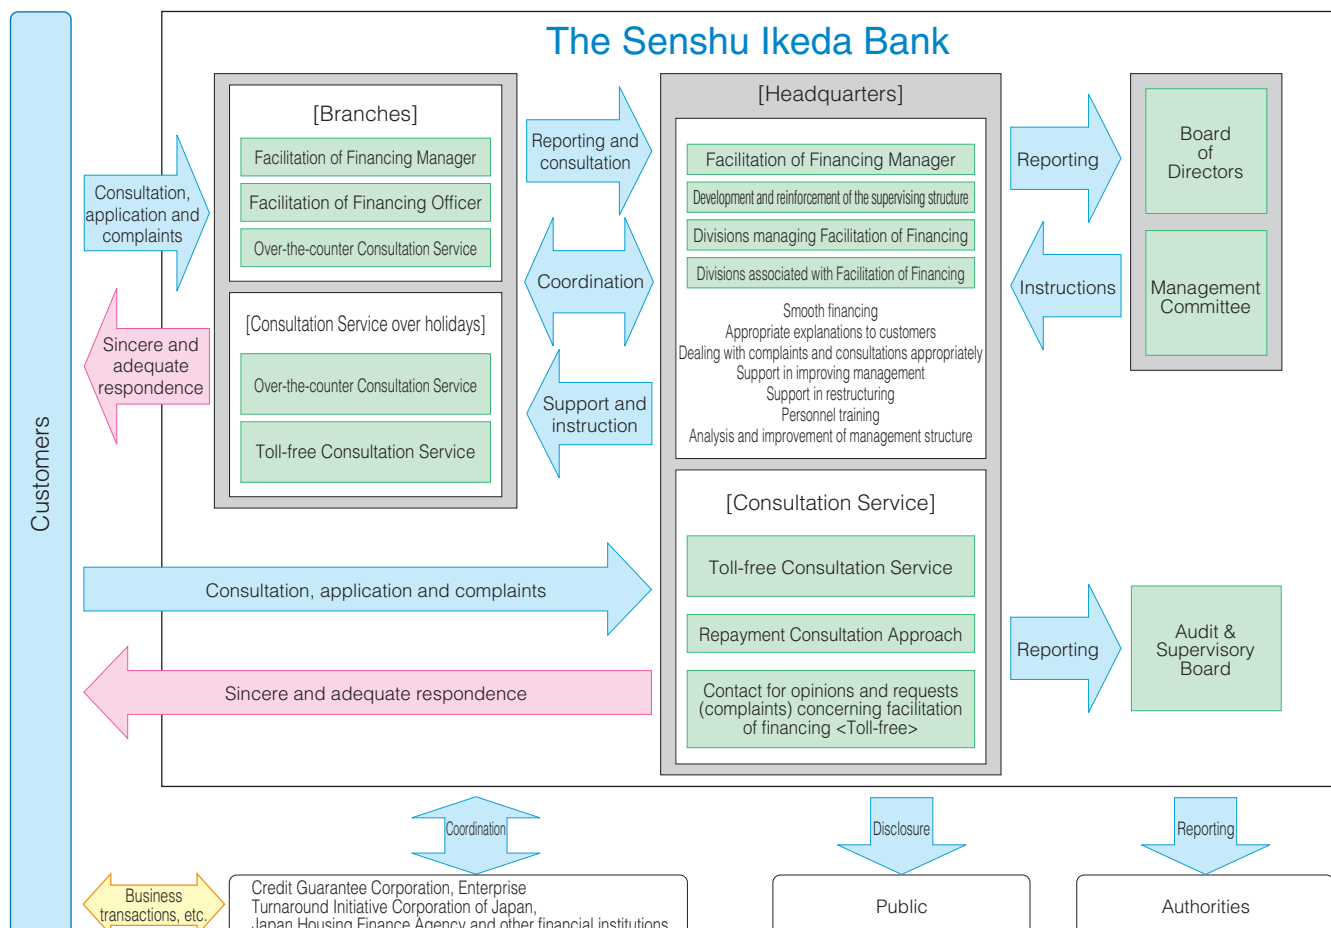 The Senshu Ikeda Bank
Customers
Consultation,
application and
complaints
Sincere and
adequate
respondence
[Branches]
Facilitation of Financing Manager
Facilitation of Financing Officer
Over-the-counter Consultation Service
[Consultation Service over holidays]
Over-the-counter Consultation Service
Toll-free Consultation Service
Reporting and
consultation
Coordination
Support and
instruction
[Headquarters]
Facilitation of Financing Manager
Development and reinforcement of the supervising structure
Divisions managing Facilitation of Financing
Divisions associated with Facilitation of Financing
Smooth financing
Appropriate explanations to customers
Dealing with complaints and consultations appropriately
Support in improving management
Support in restructuring
Personnel training
Analysis and improvement of management structure
[Consultation Service]
Toll-free Consultation Service
Repayment Consultation Approach
Contact for opinions and requests
(complaints) concerning facilitation
of financing <Toll-free>
Reporting
Instructions
Board
of
Directors
Management
Committee
Consultation, application and complaints
Sincere and adequate respondence
Reporting
Audit &
Supervisory
Board
Coordination
Disclosure
Reporting
Business
transactions, etc.
Credit Guarantee Corporation, Enterprise
Turnaround Initiative Corporation of Japan,
Japan Housing Finance Agency and other financial institutions
Public
Authorities